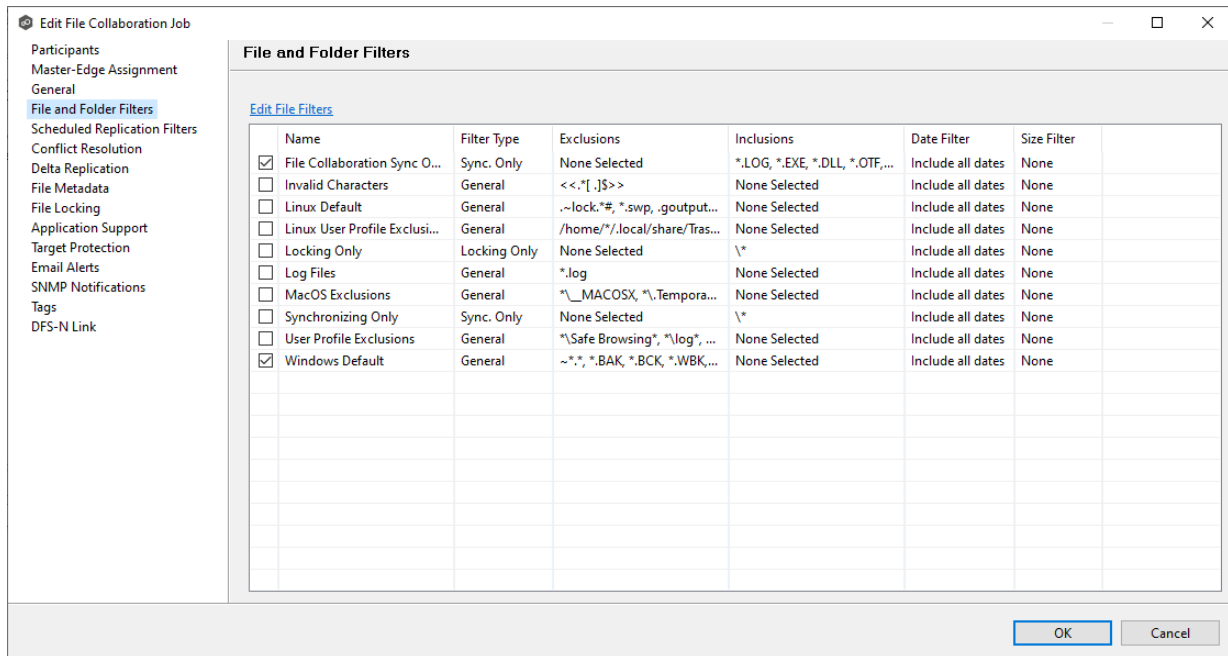 Edit File Collaboration Job
Participants
Master-Edge Assignment
General
File and Folder Filters
Scheduled Replication Filters
Conflict Resolution
Delta Replication
File Metadata
File Locking
Application Support
Target Protection
Email Alerts
SNMP Notifications
Tags
DFS-N Link
File and Folder Filters
Edit File Filters
Name Filter Type Exclusions Inclusions Date Filter Size Filter
File Collaboration Sync O... Sync. Only None Selected *.LOG, *.EXE, *.DLL, *.OTF,... Include all dates None
Invalid Characters General <<.*[ .]$>> None Selected Include all dates None
Linux Default General .~lock.*#, *.swp, .goutput... None Selected Include all dates None
Linux User Profile Exclusi... General /home/*/.local/share/Tras... None Selected Include all dates None
Locking Only Locking Only None Selected \* Include all dates None
Log Files General *.log None Selected Include all dates None
MacOS Exclusions General *\__MACOSX, *\.Tempora... None Selected Include all dates None
Synchronizing Only Sync. Only None Selected \* Include all dates None
User Profile Exclusions General *\Safe Browsing*, *\log*, ... None Selected Include all dates None
Windows Default General ~*.*, *.BAK, *.BCK, *.WBK,... None Selected Include all dates None
OK Cancel